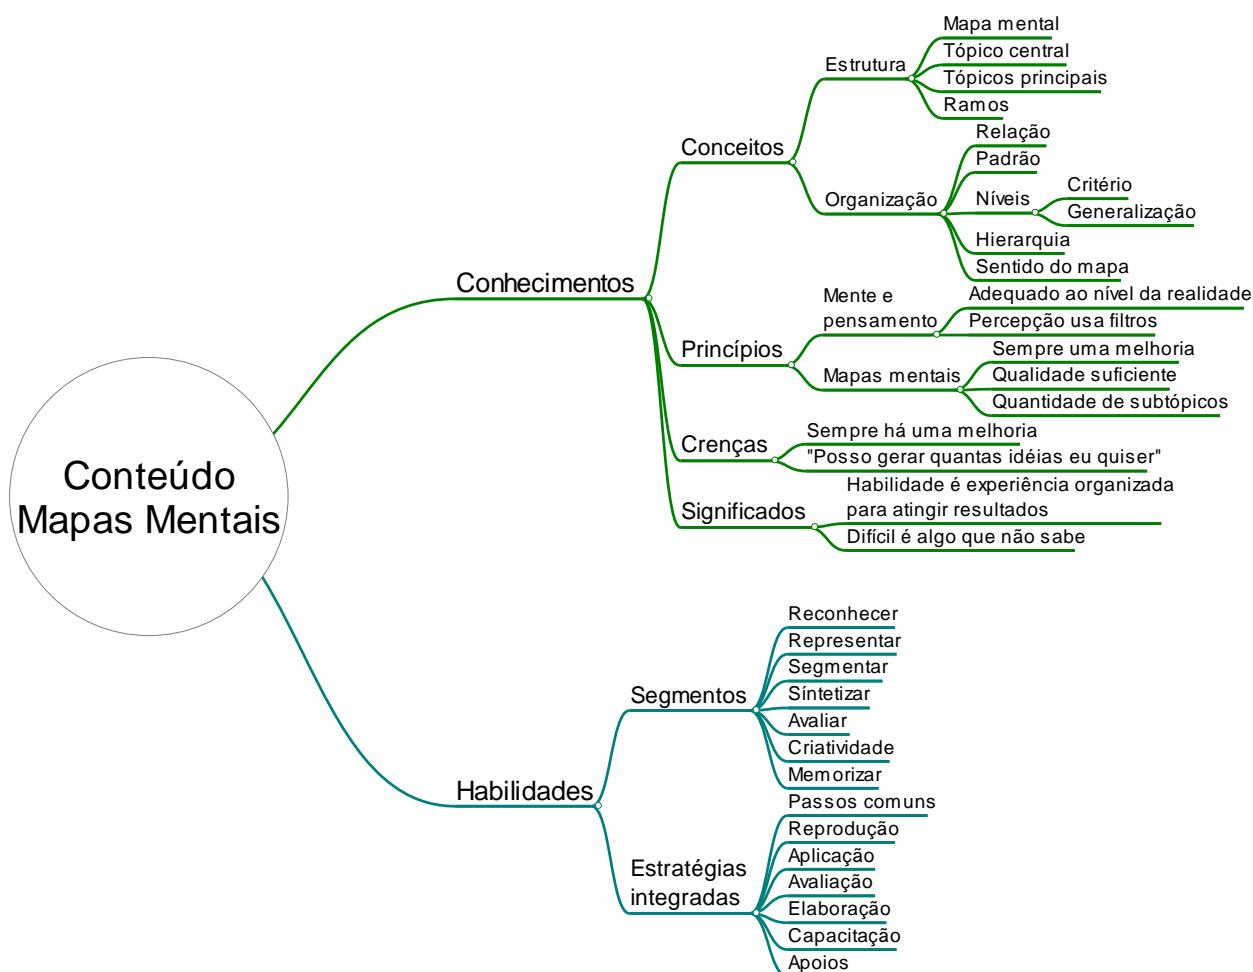 Conteúdo
Mapas Mentais
Conhecimentos
Conceitos
Estrutura
Mapa mental
Tópico central
Tópicos principais
Ramos
Organização
Relação
Padrão
Níveis
Critério
Generalização
Hierarquia
Sentido do mapa
Princípios
Mente e
pensamento
Adequado ao nível da realidade
Percepção usa filtros
Mapas mentais
Sempre uma melhoria
Qualidade suficiente
Quantidade de subtópicos
Crenças
Sempre há uma melhoria
"Posso gerar quantas idéias eu quiser"
Significados
Habilidade é experiência organizada
para atingir resultados
Difícil é algo que não sabe
Habilidades
Segmentos
Reconhecer
Representar
Segmentar
Síntetizar
Avaliar
Criatividade
Memorizar
Estratégias
integradas
Passos comuns
Reprodução
Aplicação
Avaliação
Elaboração
Capacitação
Apoios